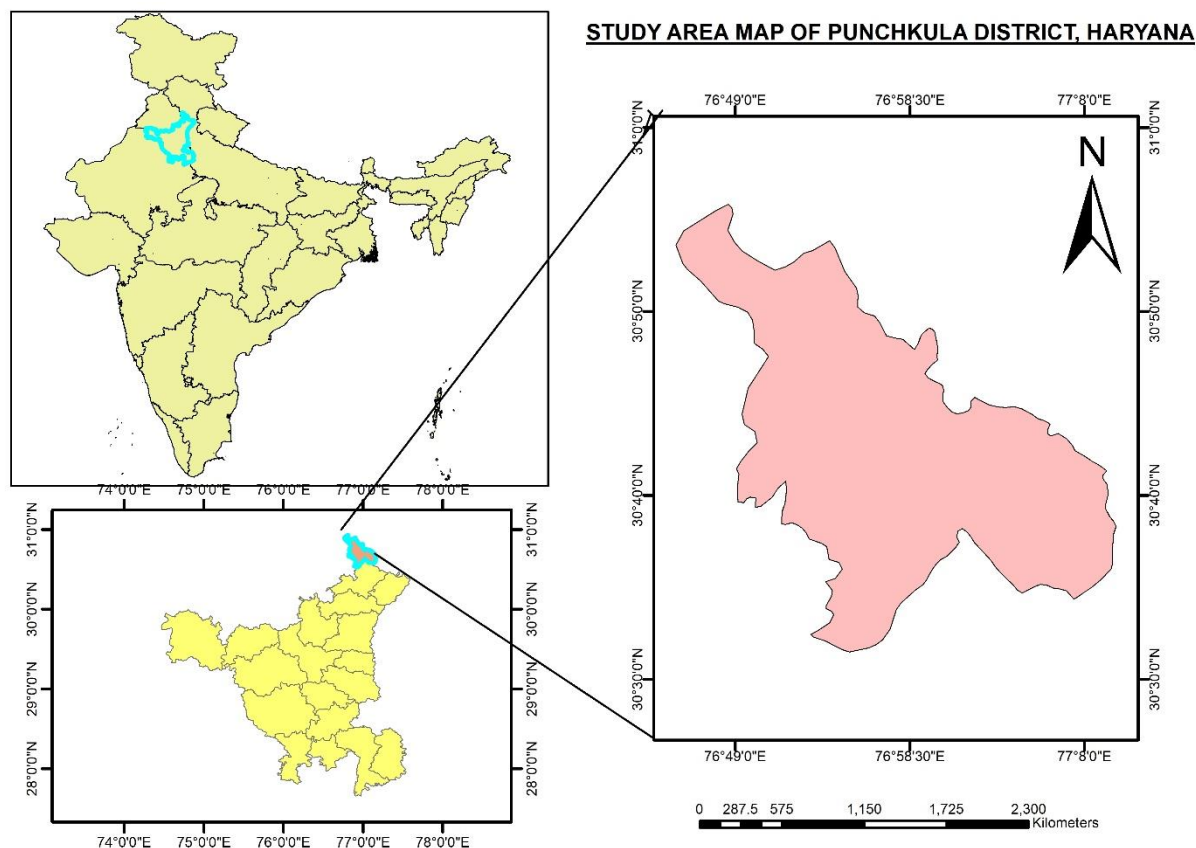 STUDY AREA MAP OF PUNCHKULA DISTRICT, HARYANA
76°49'0"E 76°58'30"E 77°8'0"E
31°0'0"N 31°0'0"N
N
30°50'0"N 30°50'0"N
30°40'0"N 30°40'0"N
30°30'0"N 30°30'0"N
76°49'0"E 76°58'30"E 77°8'0"E
74°0'0"E 75°0'0"E 76°0'0"E 77°0'0"E 78°0'0"E
31°0'0"N 31°0'0"N
30°0'0"N 30°0'0"N
29°0'0"N 29°0'0"N
28°0'0"N 28°0'0"N
74°0'0"E 75°0'0"E 76°0'0"E 77°0'0"E 78°0'0"E
0 287.5 575 1,150 1,725 2,300
Kilometers